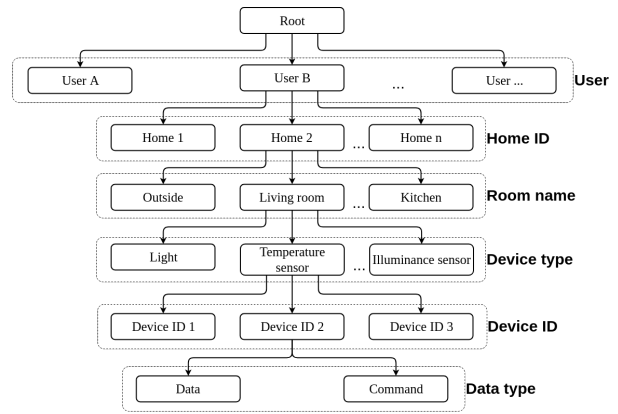 Root
User A
User B
...
User ...
User
Home 1
Home 2
...
Home n
Home ID
Outside
Living room
...
Kitchen
Room name
Light
Temperature
sensor
...
Illuminance sensor
Device type
Device ID 1
Device ID 2
Device ID 3
Device ID
Data
Command
Data type